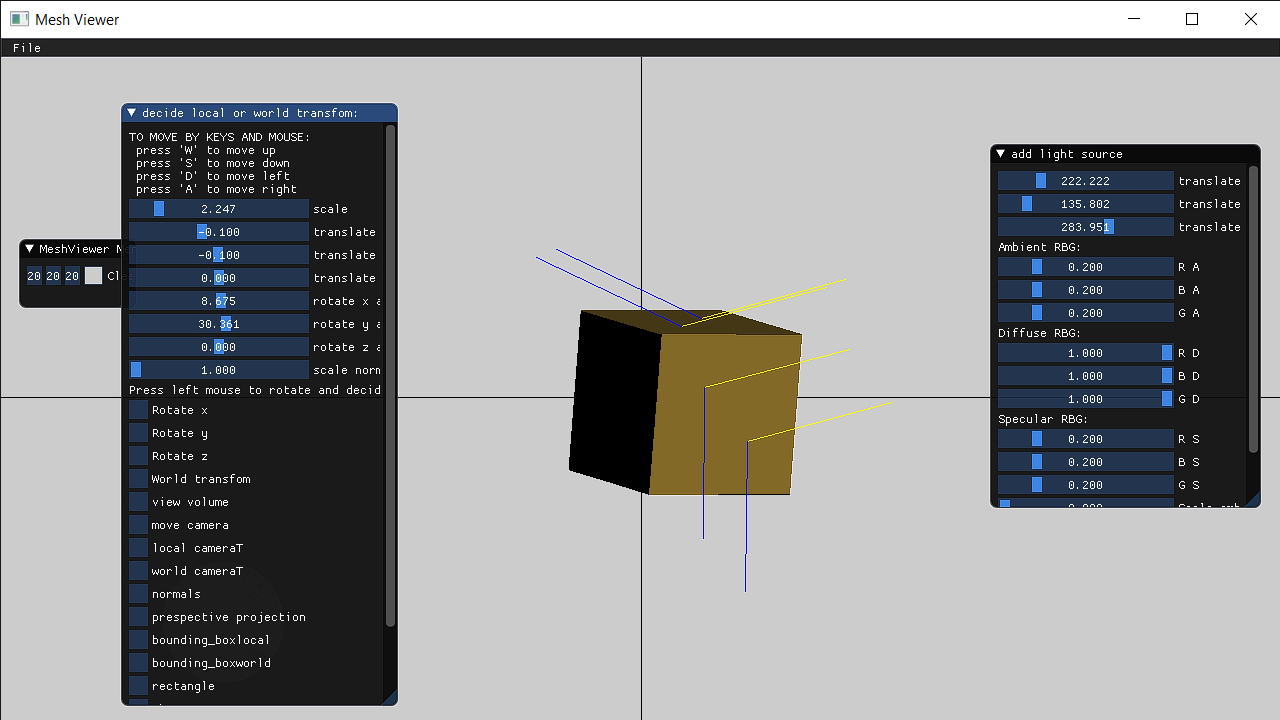 Mesh Viewer
File
decide local or world transfom:
TO MOVE BY KEYS AND MOUSE:
press 'W' to move up
press 'S' to move down
press 'D' to move left
press 'A' to move right
2.247 scale
-0.100 translate
-0.100 translate
0.000 translate
8.675 rotate x a
30.361 rotate y a
0.000 rotate z a
1.000 scale norm
Press left mouse to rotate and decid
Rotate x
Rotate y
Rotate z
World transfom
view volume
move camera
local cameraT
world cameraT
normals
prespective projection
bounding_boxlocal
bounding_boxworld
rectangle
MeshViewer
20 20 20
add light source
222.222 translate
135.802 translate
283.951 translate
Ambient RBG:
0.200 R A
0.200 B A
0.200 G A
Diffuse RBG:
1.000 R D
1.000 B D
1.000 G D
Specular RBG:
0.200 R S
0.200 B S
0.200 G S